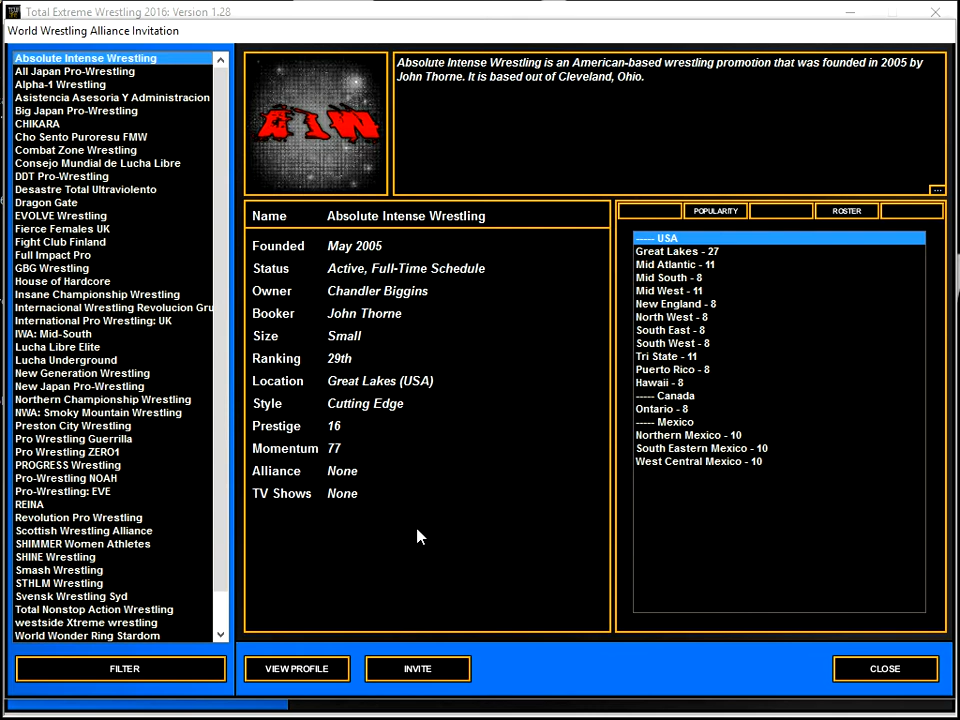 Total Extreme Wrestling 2016: Version 1.28
World Wrestling Alliance Invitation
Absolute Intense Wrestling
All Japan Pro-Wrestling
Alpha-1 Wrestling
Asistencia Asesoria Y Administracion
Big Japan Pro-Wrestling
CHIKARA
Cho Sento Puroresu FMW
Combat Zone Wrestling
Consejo Mundial de Lucha Libre
DDT Pro-Wrestling
Desastre Total Ultraviolento
Dragon Gate
EVOLVE Wrestling
Fierce Females UK
Fight Club Finland
Full Impact Pro
GBG Wrestling
House of Hardcore
Insane Championship Wrestling
Internacional Wrestling Revolucion Gru
International Pro Wrestling: UK
IWA: Mid-South
Lucha Libre Elite
Lucha Underground
New Generation Wrestling
New Japan Pro-Wrestling
Northern Championship Wrestling
NWA: Smoky Mountain Wrestling
Preston City Wrestling
Pro Wrestling Guerrilla
Pro Wrestling ZERO1
PROGRESS Wrestling
Pro-Wrestling NOAH
Pro-Wrestling: EVE
REINA
Revolution Pro Wrestling
Scottish Wrestling Alliance
SHIMMER Women Athletes
SHINE Wrestling
Smash Wrestling
STHLM Wrestling
Svensk Wrestling Syd
Total Nonstop Action Wrestling
westside Xtreme wrestling
World Wonder Ring Stardom
FILTER
AIW
Absolute Intense Wrestling is an American-based wrestling promotion that was founded in 2005 by
John Thorne. It is based out of Cleveland, Ohio.
...
Name Absolute Intense Wrestling
Founded May 2005
Status Active, Full-Time Schedule
Owner Chandler Biggins
Booker John Thorne
Size Small
Ranking 29th
Location Great Lakes (USA)
Style Cutting Edge
Prestige 16
Momentum 77
Alliance None
TV Shows None
POPULARITY ROSTER
----- USA
Great Lakes - 27
Mid Atlantic - 11
Mid South - 8
Mid West - 11
New England - 8
North West - 8
South East - 8
South West - 8
Tri State - 11
Puerto Rico - 8
Hawaii - 8
----- Canada
Ontario - 8
----- Mexico
Northern Mexico - 10
South Eastern Mexico - 10
West Central Mexico - 10
VIEW PROFILE INVITE CLOSE